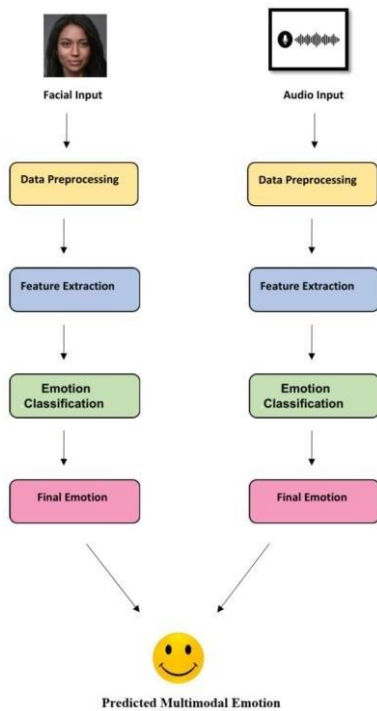 Facial Input
Audio Input
Data Preprocessing
Data Preprocessing
Feature Extraction
Feature Extraction
Emotion
Classification
Emotion
Classification
Final Emotion
Final Emotion
Predicted Multimodal Emotion